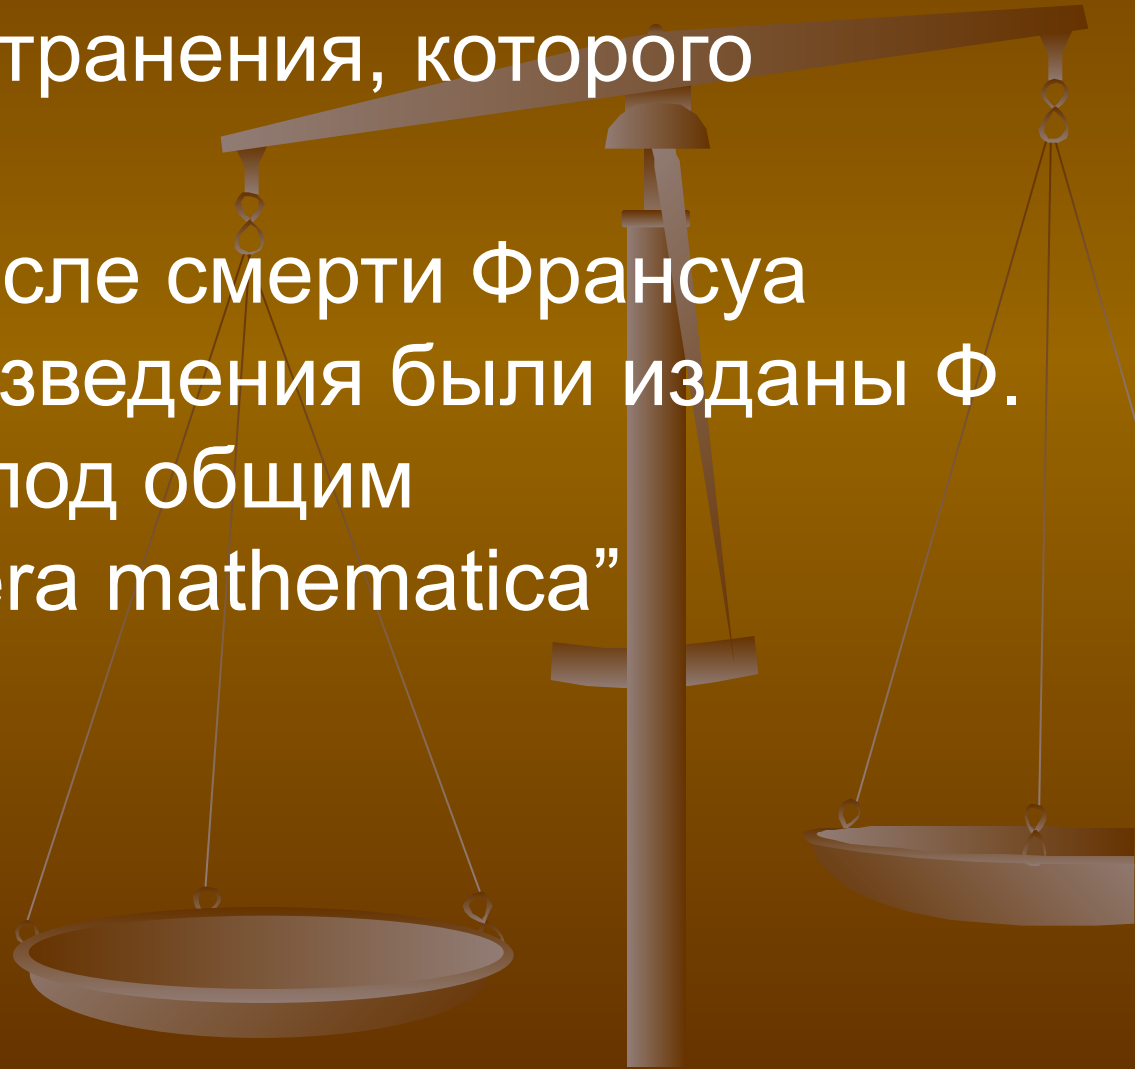 транения, которого
сле смерти Франсуа
зведения были изданы Ф.
под общим
era mathematica”